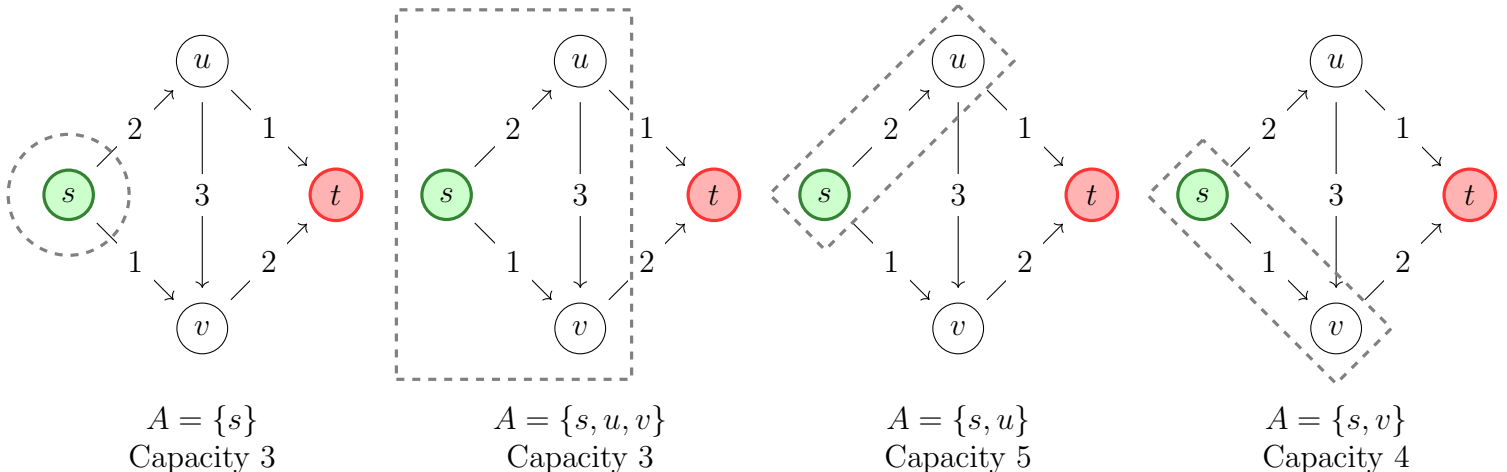 u
2
1
s
3
t
1
2
v
A = {s}
Capacity 3
u
2
1
s
3
t
1
2
v
A = {s, u, v}
Capacity 3
u
2
1
s
3
t
1
2
v
A = {s, u}
Capacity 5
u
2
1
s
3
t
1
2
v
A = {s, v}
Capacity 4